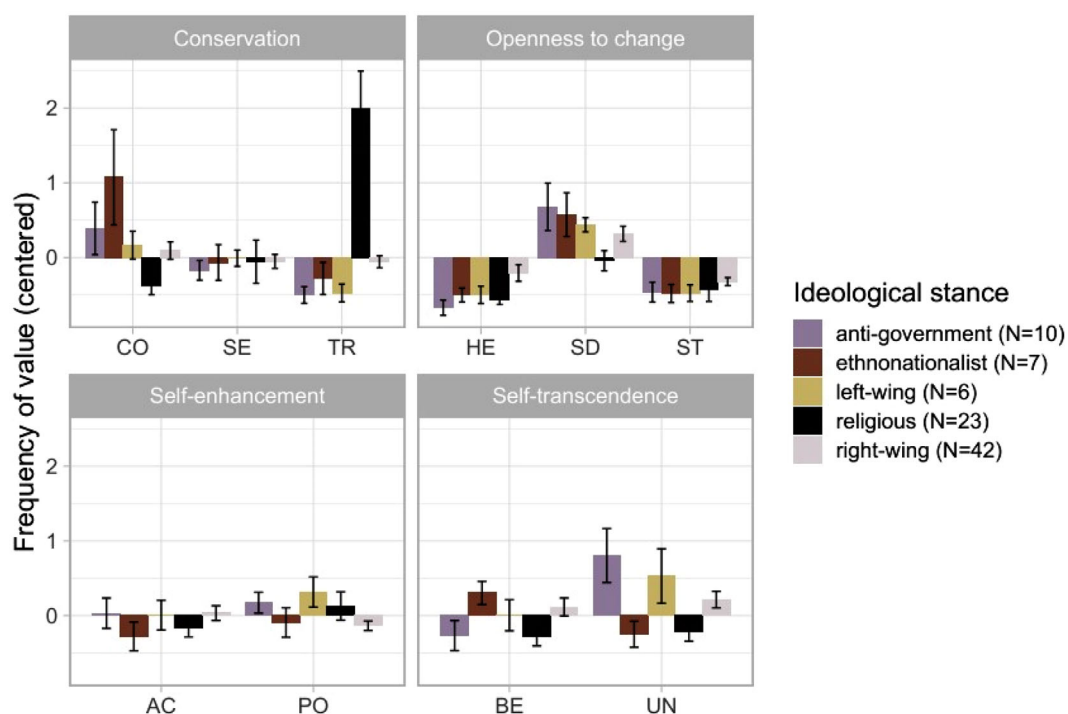 Conservation
Openness to change
2
1
0
CO SE TR
HE SD ST
Self-enhancement
Self-transcendence
2
1
0
AC PO
BE UN
Frequency of value (centered)
Ideological stance
anti-government (N=10)
ethnonationalist (N=7)
left-wing (N=6)
religious (N=23)
right-wing (N=42)